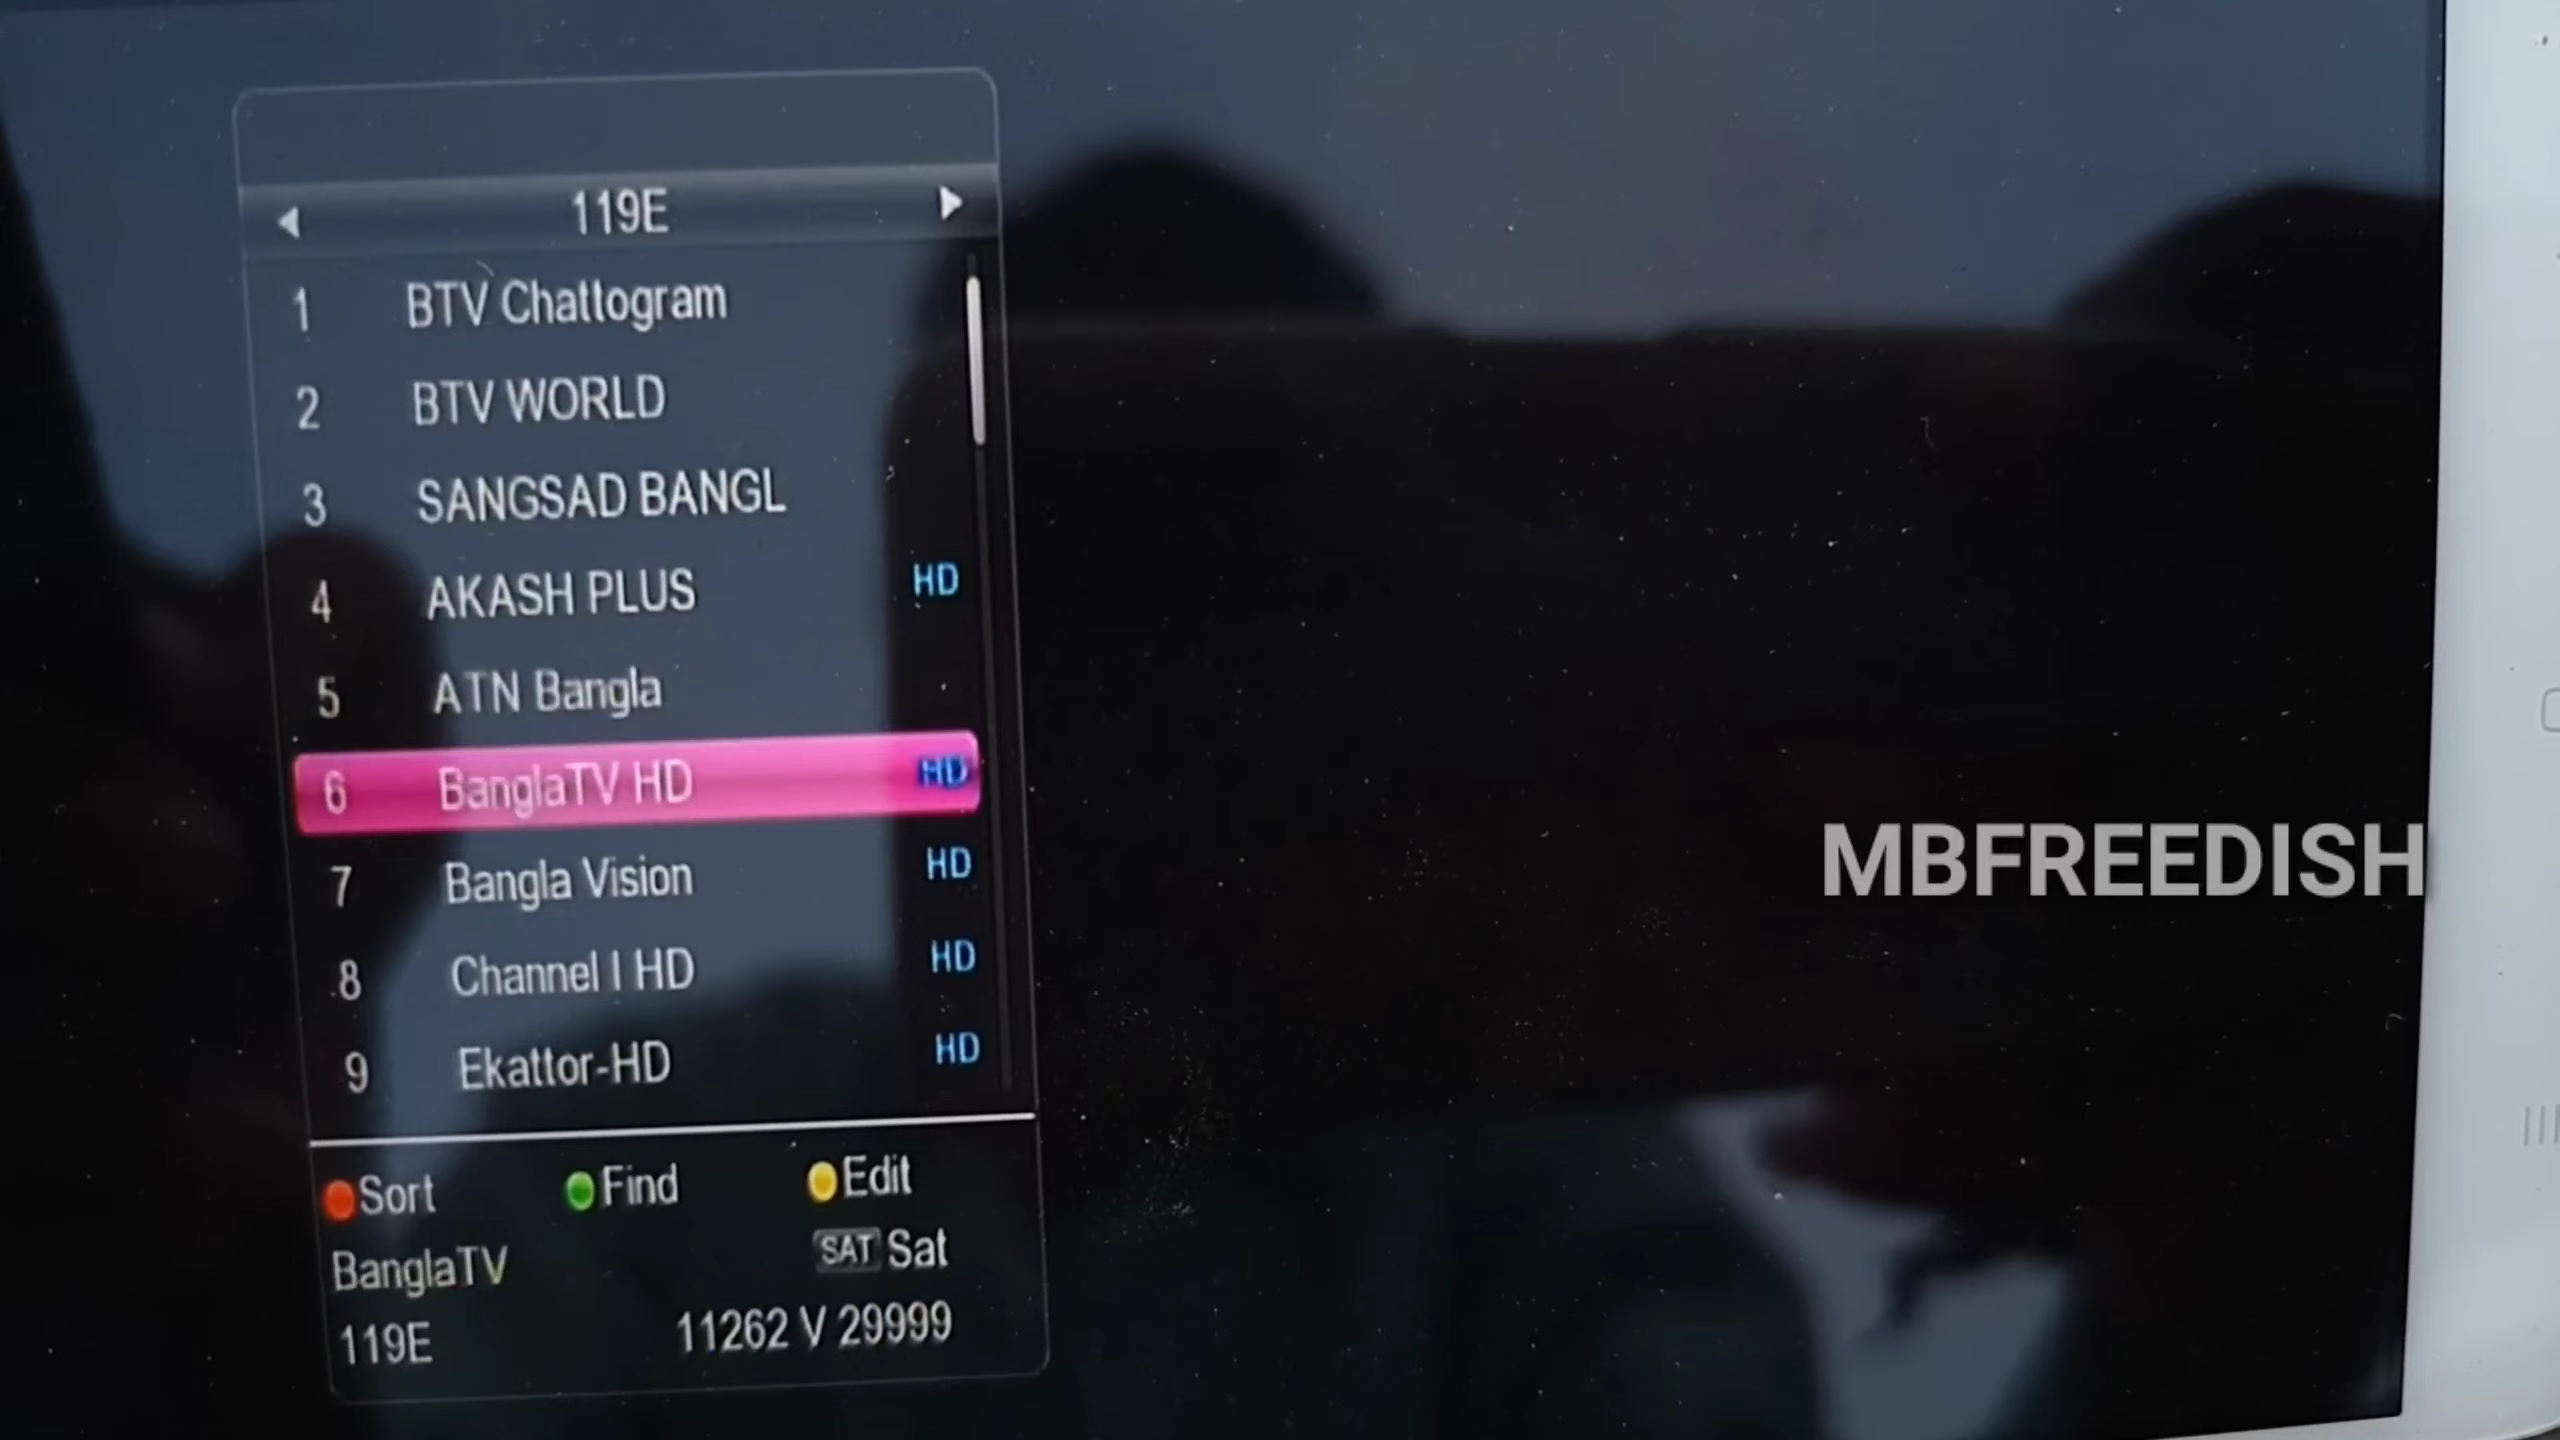 119E
1 BTV Chattogram
2 BTV WORLD
3 SANGSAD BANGL
4 AKASH PLUS HD
5 ATN Bangla
6 BanglaTV HD HD
7 Bangla Vision HD
8 Channel I HD HD
9 Ekattor-HD HD
Sort Find Edit
BanglaTV SAT Sat
119E 11262 V 29999
MBFREEDISH